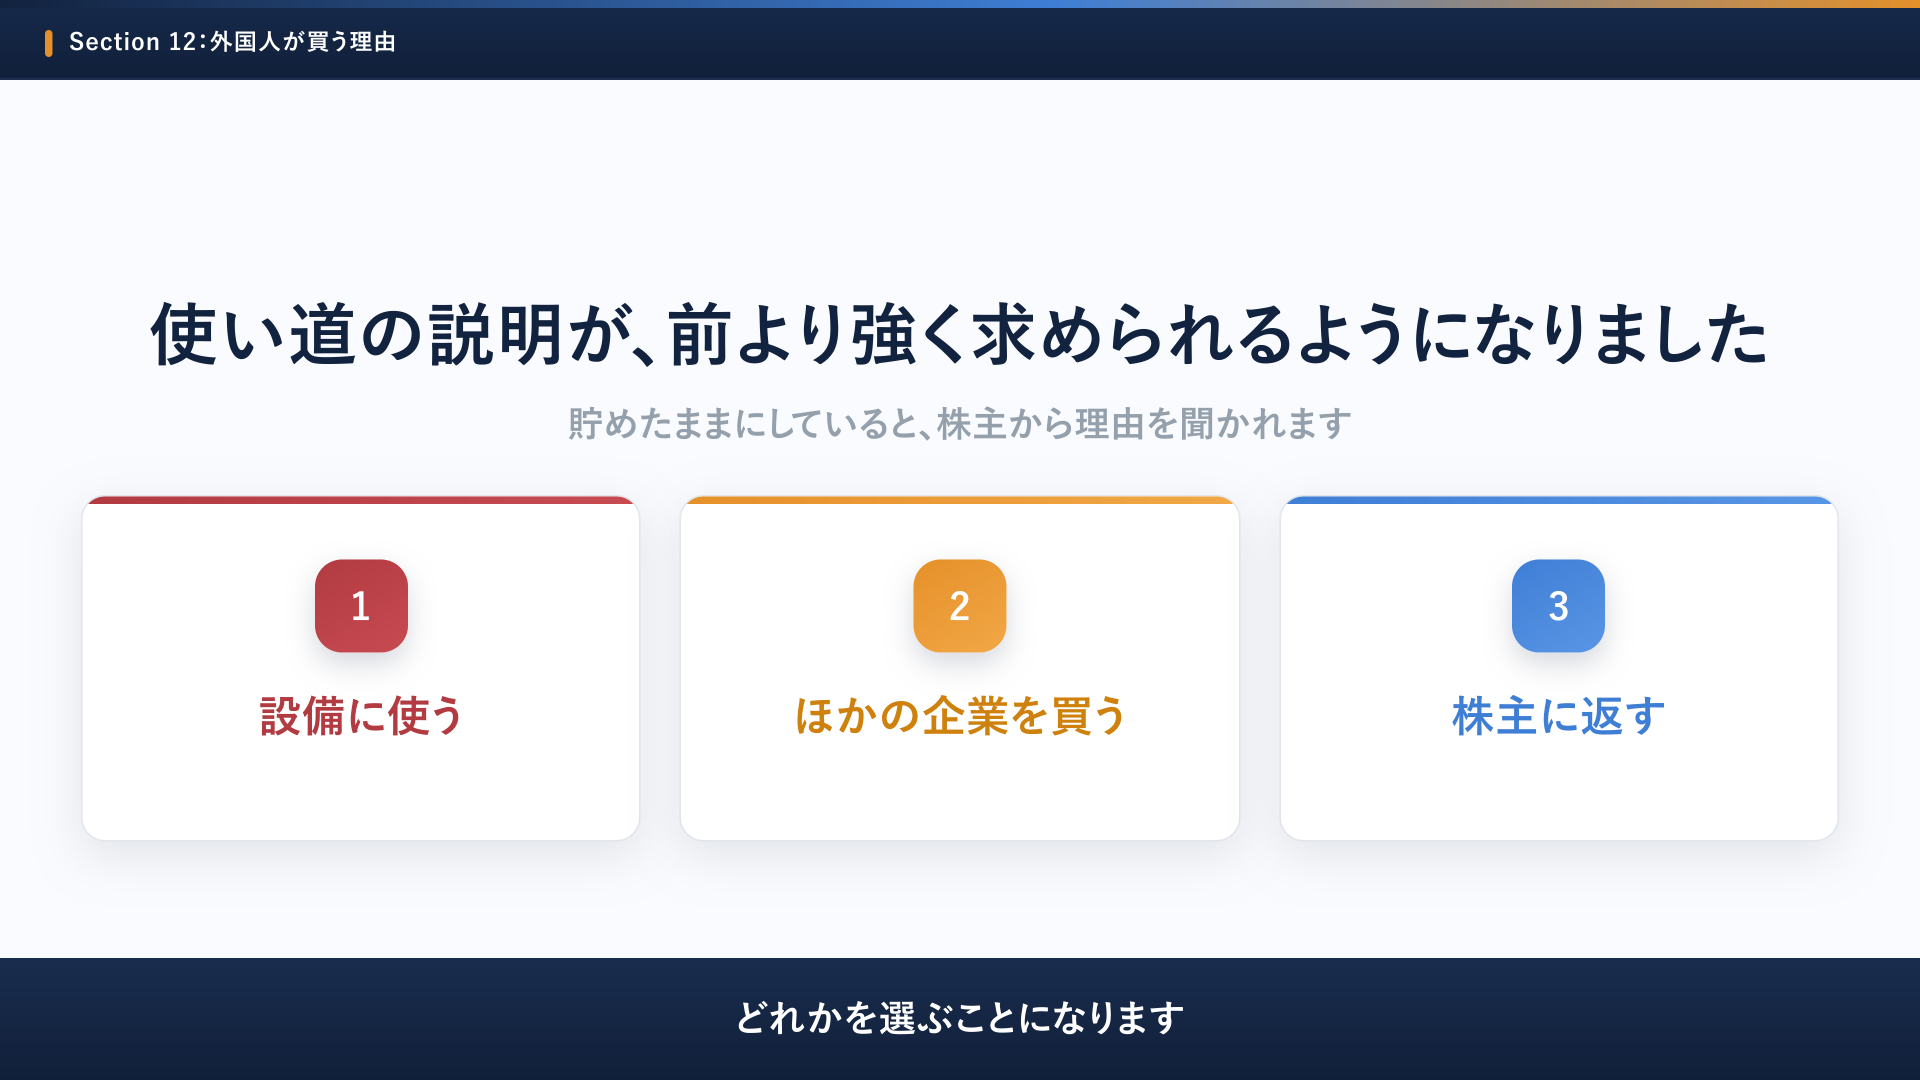 Section 12：外国人が買う理由
使い道の説明が、前より強く求められるようになりました
貯めたままにしていると、株主から理由を聞かれます
1
設備に使う
2
ほかの企業を買う
3
株主に返す
どれかを選ぶことになります